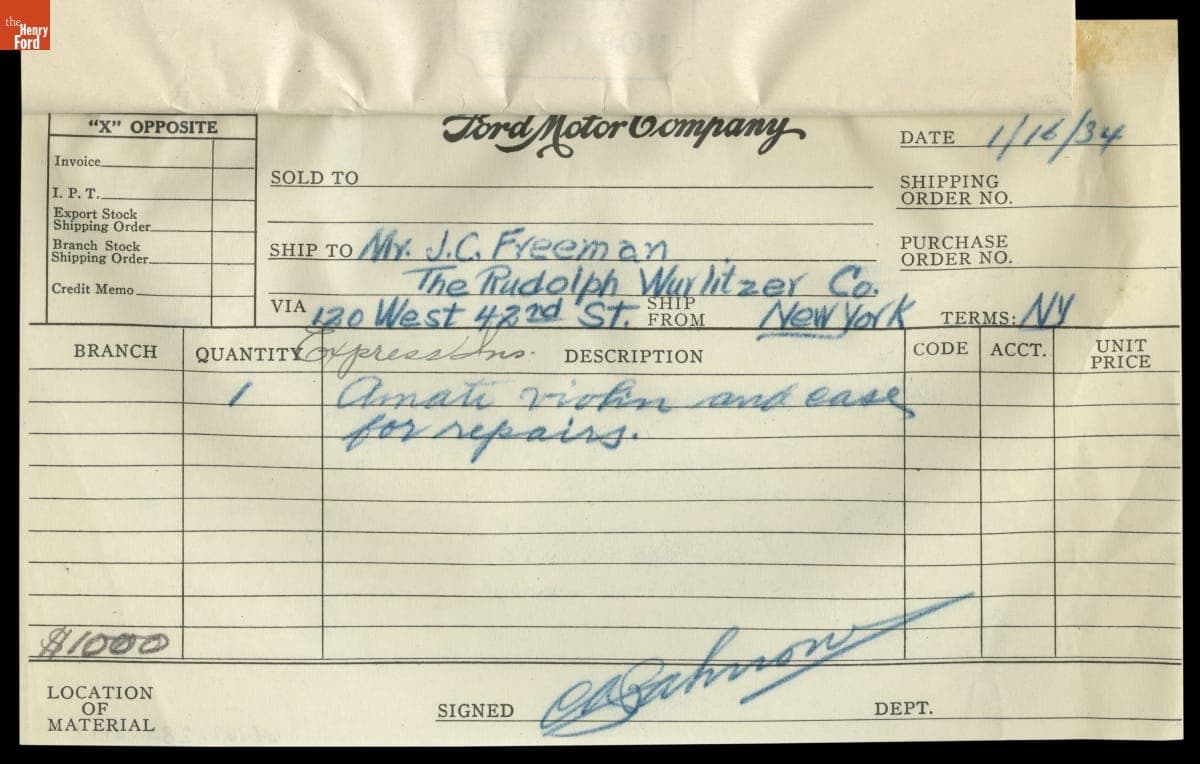 the Henry Ford
"X" OPPOSITE
Invoice
I. P. T.
Export Stock
Shipping Order
Branch Stock
Shipping Order
Credit Memo
Ford Motor Company
DATE 1/16/34
SOLD TO
SHIPPING
ORDER NO.
SHIP TO Mr. J.C. Freeman
The Rudolph Wurlitzer Co.
PURCHASE
ORDER NO.
VIA 120 West 42nd St. SHIP FROM New York TERMS: NY
BRANCH QUANTITY Express Ins. DESCRIPTION CODE ACCT. UNIT PRICE
1 Amati violin and case
for repairs.
$1000
LOCATION
OF
MATERIAL
SIGNED
DEPT.